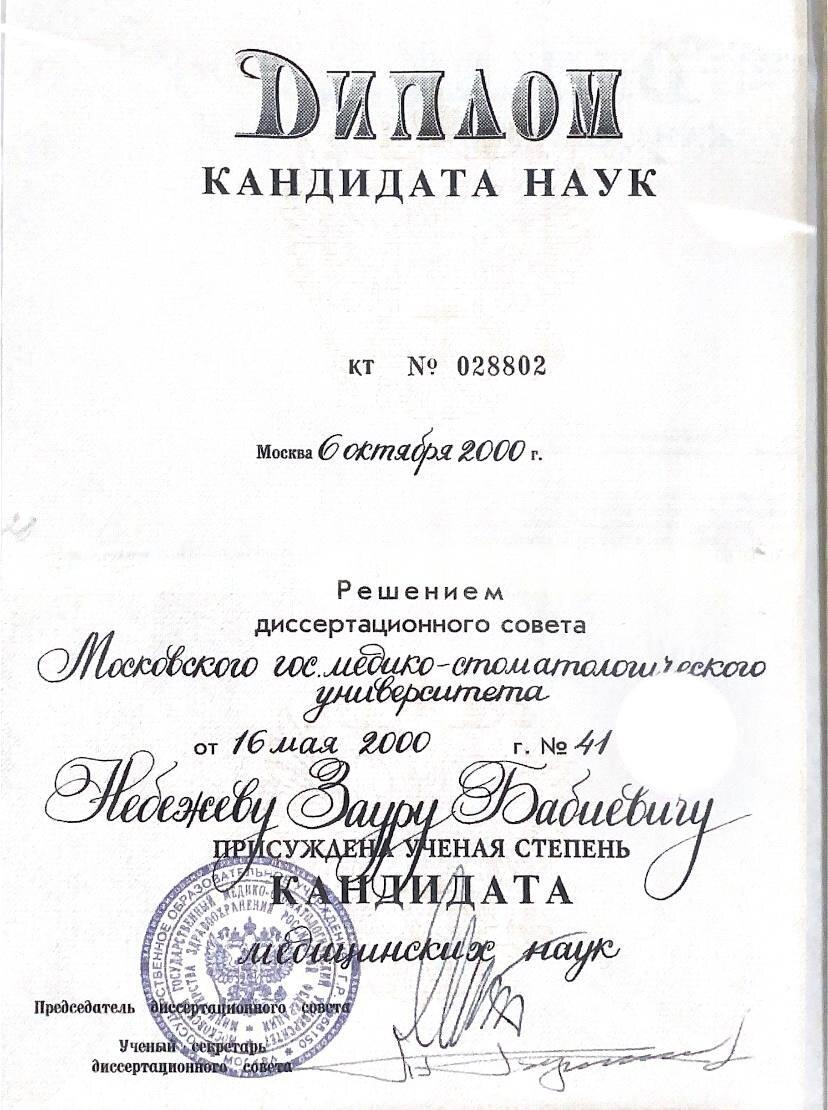 Диплом
КАНДИДАТА НАУК
КТ № 028802
Москва 6 октября 2000 г.
Решением
диссертационного совета
Московского гос. медико-стоматологического
университета
от 16 мая 2000 г. № 41
Небежеву Зауру Бабиевичу
ПРИСУЖДЕНА УЧЕНАЯ СТЕПЕНЬ
КАНДИДАТА
медицинских наук
Председатель диссертационного совета
Ученый секретарь
диссертационного совета
МОСКВА